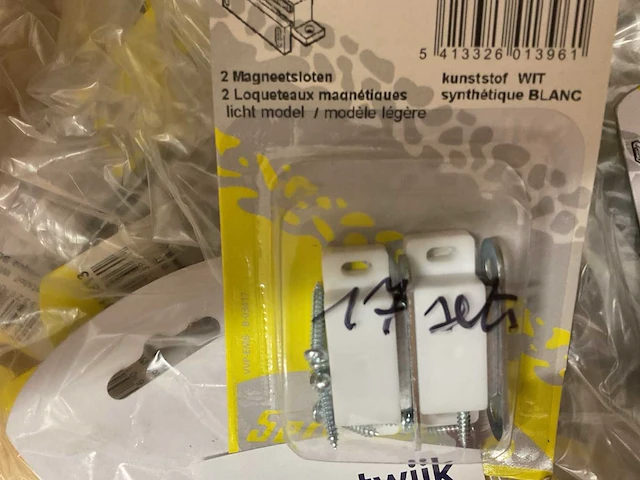 5 413326 013961
2 Magneetsloten
kunststof WIT
2 Loqueteaux magnétiques
synthétique BLANC
licht model / modèle légère
17 sets
twijk